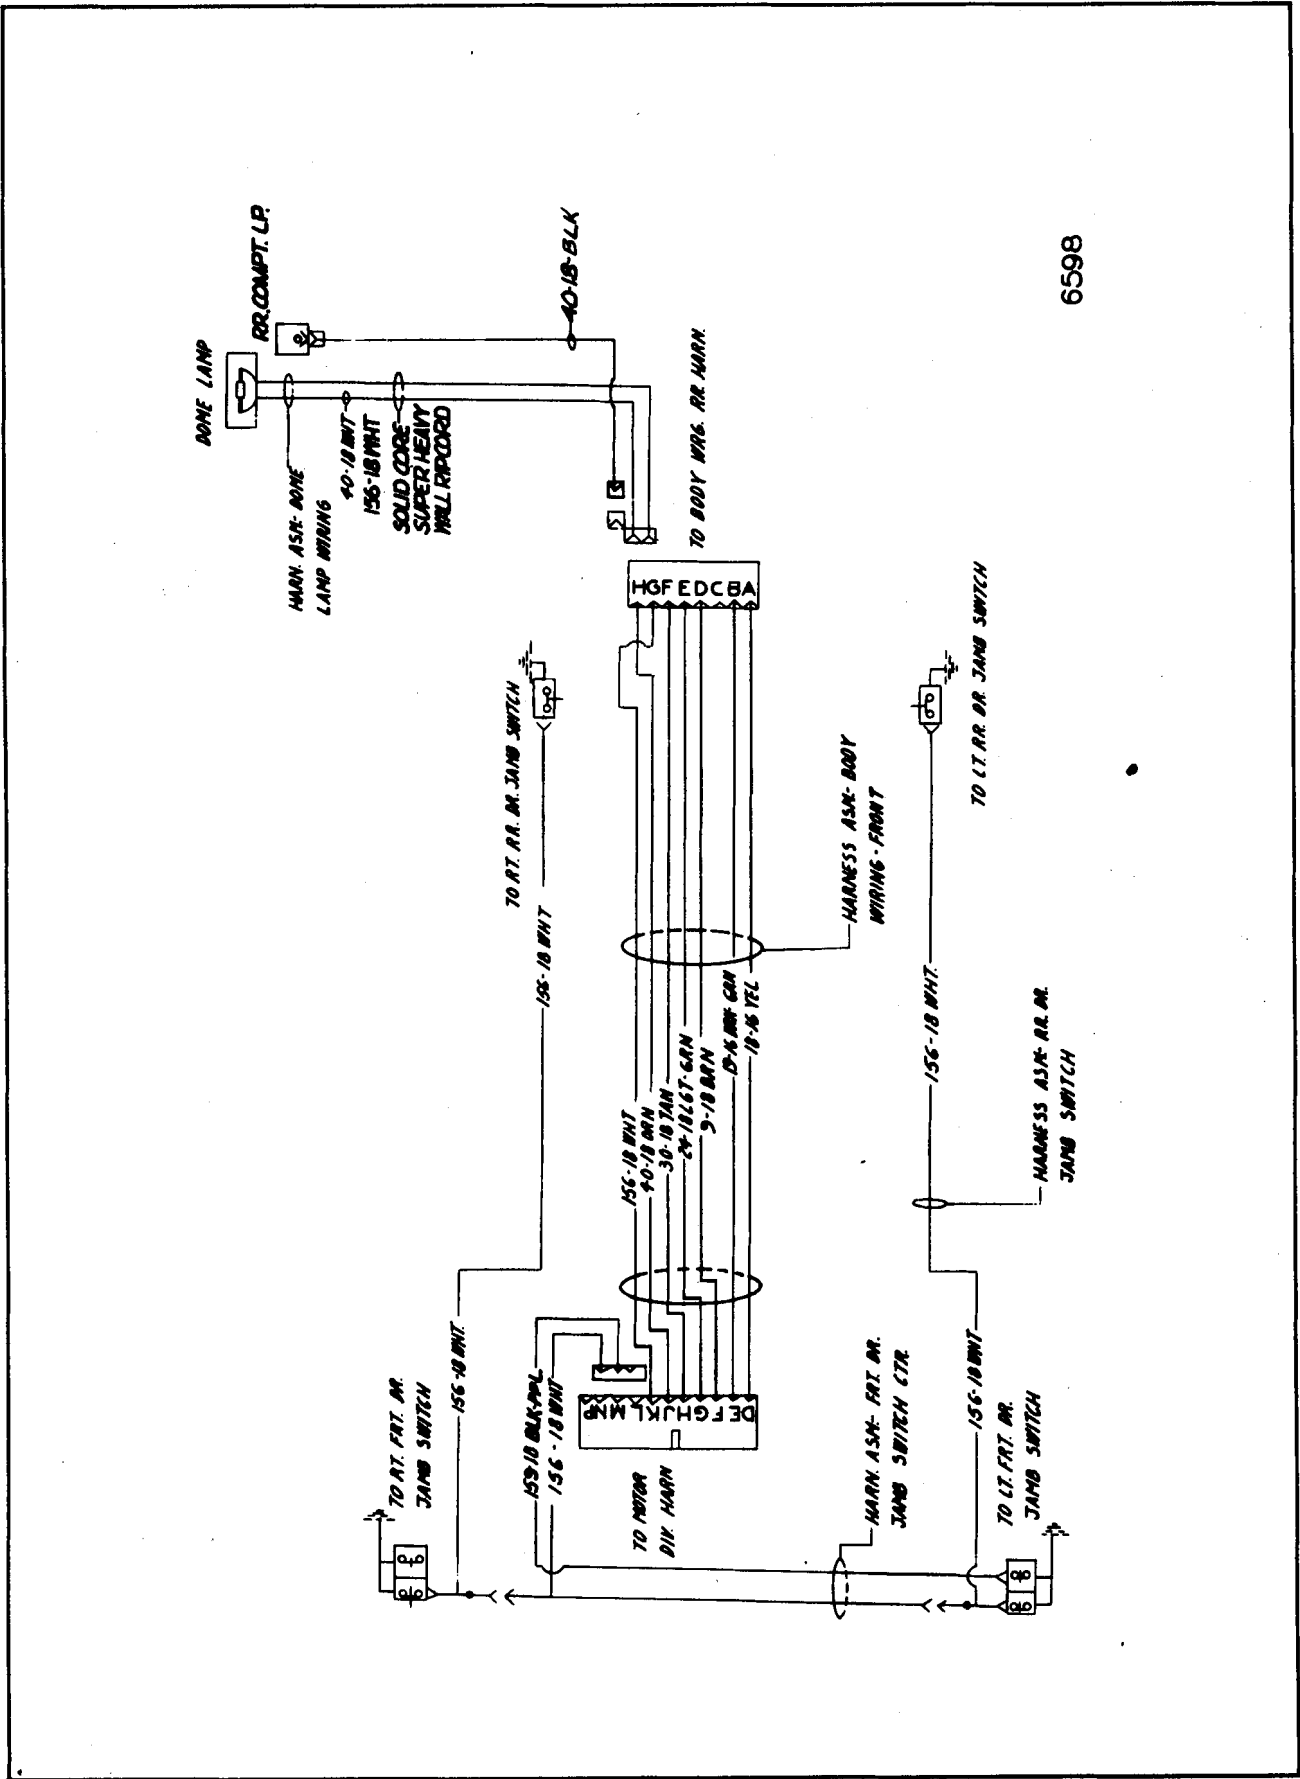 DOME LAMP
RR. COMPT. LP.
HARN. ASM.- DOME
LAMP WIRING
40-18 WHT
156-18 WHT
SOLID CORE
SUPER HEAVY
WALL RIPCORD
40-18-BLK
TO BODY WRG. RR. HARN.
6598
H G F E D C B A
TO RT. RR. DR. JAMB SWITCH
156-18 WHT
TO LT. RR. DR. JAMB SWITCH
HARNESS ASM.- BODY
WIRING - FRONT
156-18 WHT
40-18 ORN
30-18 TAN
24-18 LGT-GRN
9-18 BRN
19-16 DRK GRN
18-16 YEL
156-18 WHT.
HARNESS ASM- RR. DR.
JAMB SWITCH
156-18 WHT.
TO RT. FRT. DR.
JAMB SWITCH
159-18 BLK-PPL
156-18 WHT
P N M L K J H G F E D
TO MOTOR
DIV. HARN
HARN. ASM- FRT. DR.
JAMB SWITCH CTR.
156-18 WHT
TO LT. FRT. DR.
JAMB SWITCH